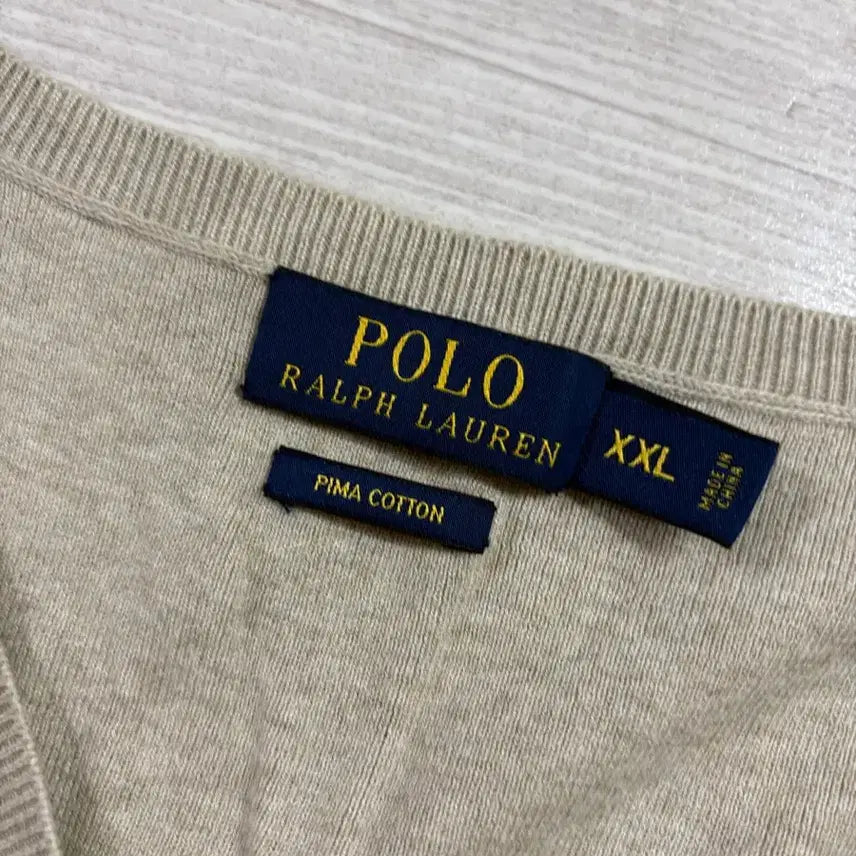 POLO
RALPH LAUREN
XXL
MADE IN
CHINA
PIMA COTTON